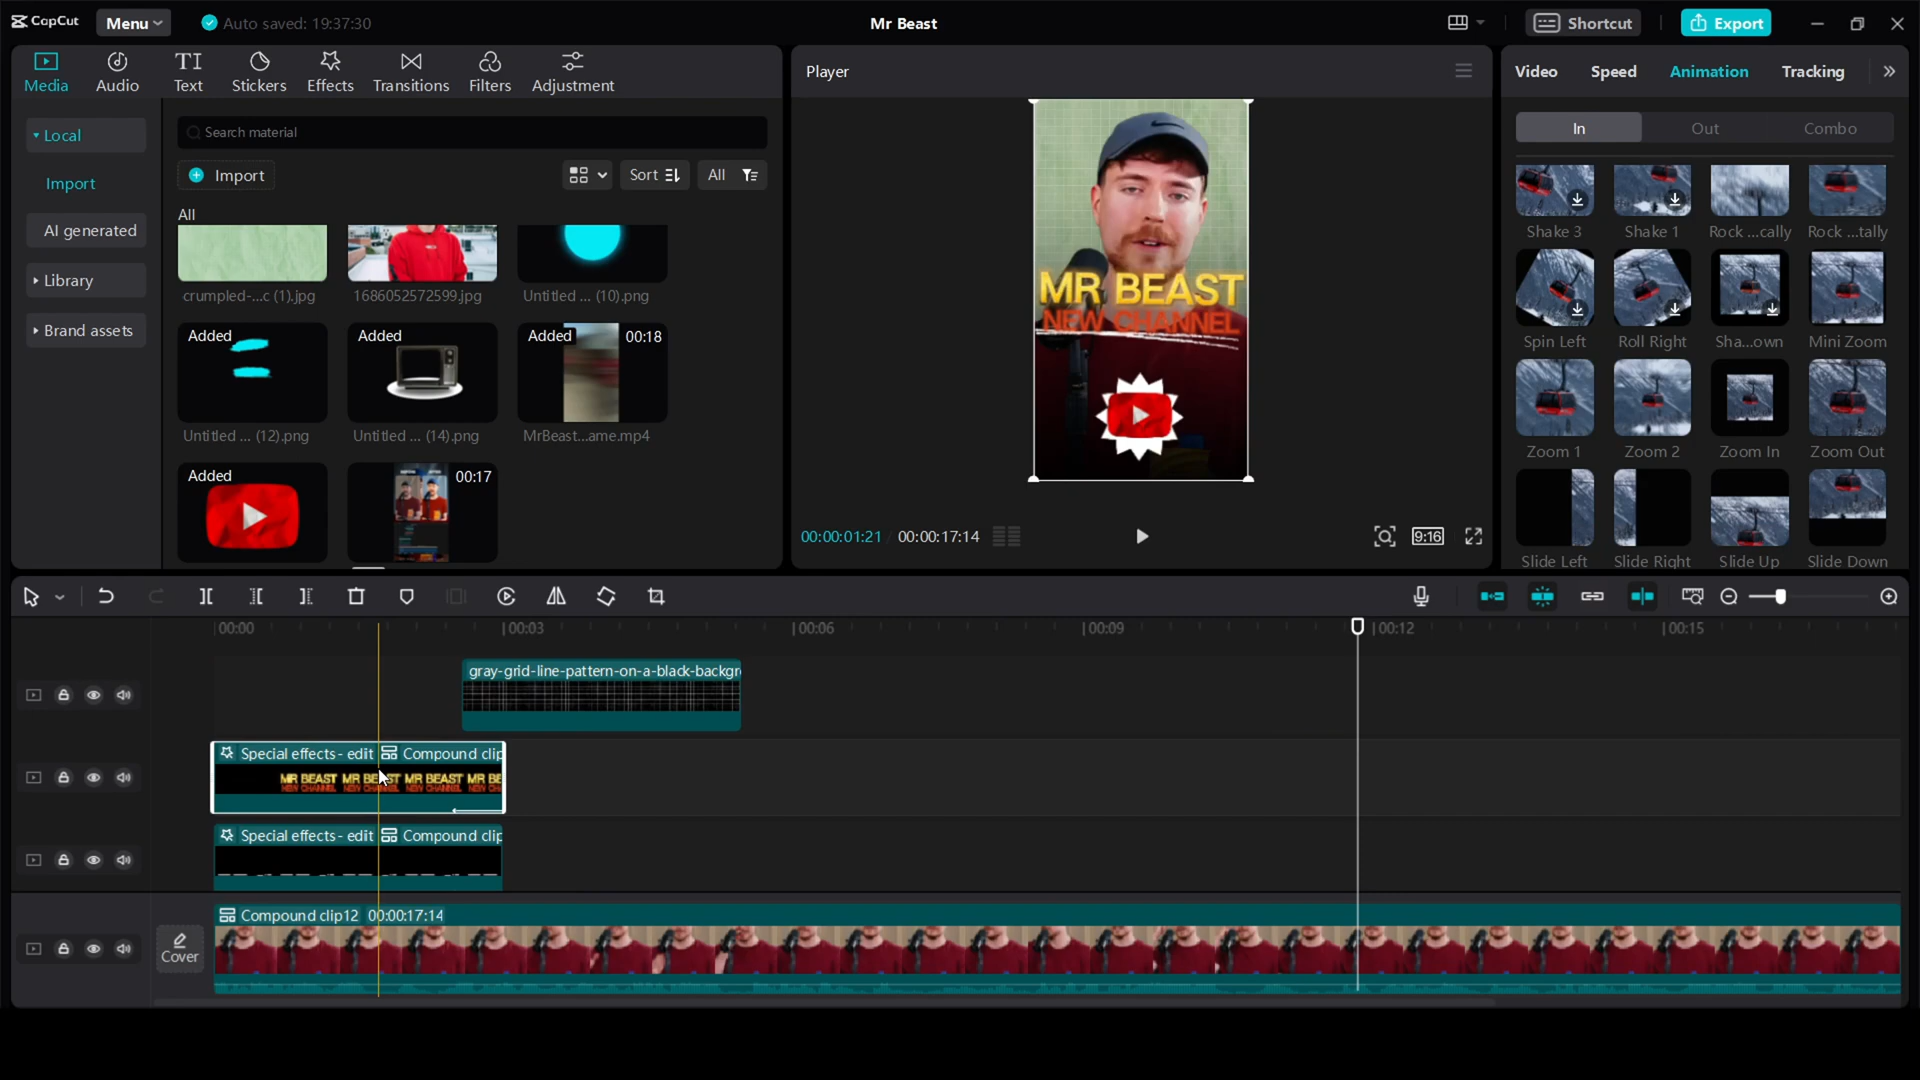 CapCut Menu Auto saved: 19:37:30 Mr Beast Shortcut Export
Media Audio Text Stickers Effects Transitions Filters Adjustment
Player
Video Speed Animation Tracking
Local
Import
AI generated
Library
Brand assets
Search material
Import Sort All
All
crumpled-...c (1).jpg 1686052572599.jpg Untitled ... (10).png
Added Added Added 00:18
Untitled ... (12).png Untitled ... (14).png MrBeast...ame.mp4
Added 00:17
MR BEAST
NEW CHANNEL
00:00:01:21 / 00:00:17:14 9:16
In Out Combo
Shake 3 Shake 1 Rock ...cally Rock ...tally
Spin Left Roll Right Sha...own Mini Zoom
Zoom 1 Zoom 2 Zoom In Zoom Out
Slide Left Slide Right Slide Up Slide Down
00:00 00:03 00:06 00:09 00:12 00:15
gray-grid-line-pattern-on-a-black-backgr
Special effects - edit Compound clip
MR BEAST MR BEAST MR BEAST MR BE
NEW CHANNEL NEW CHANNEL NEW CHANNEL
Special effects - edit Compound clip
Cover
Compound clip12 00:00:17:14